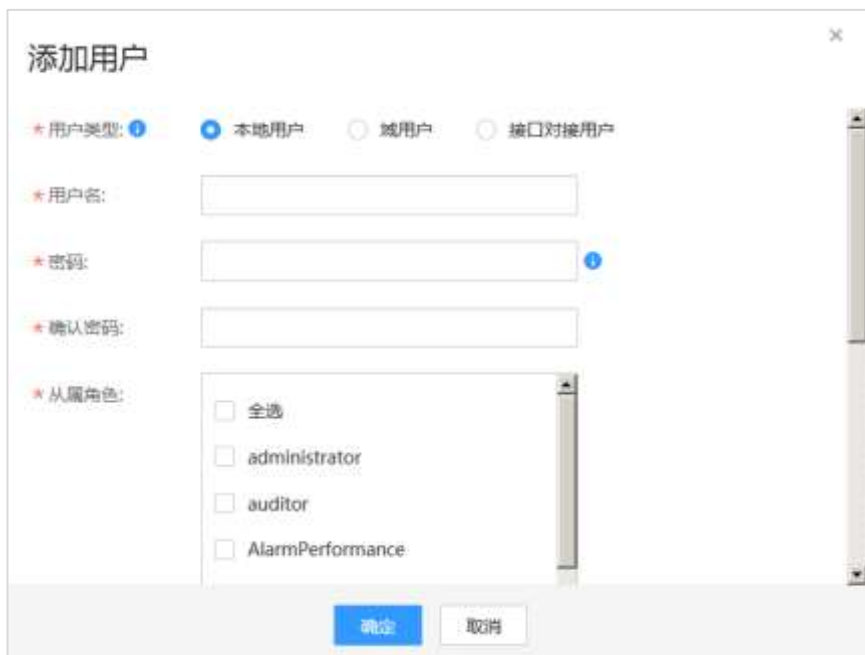 添加用户
* 用户类型: 本地用户 域用户 接口对接用户
* 用户名:
* 密码:
* 确认密码:
* 从属角色:
全选
administrator
auditor
AlarmPerformance
确定 取消